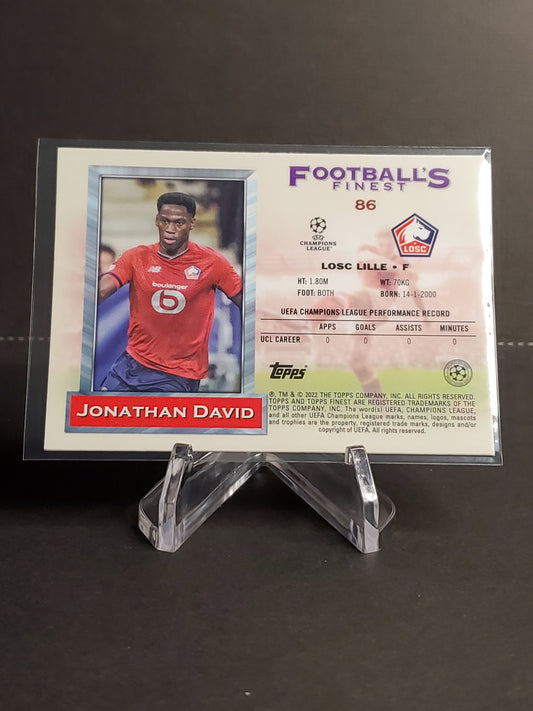 FOOTBALL'S
FINEST
86
UEFA
CHAMPIONS
LEAGUE
LOSC
LOSC LILLE • F
HT: 1.80M WT: 70KG
FOOT: BOTH BORN: 14-1-2000
UEFA CHAMPIONS LEAGUE PERFORMANCE RECORD
APPS GOALS ASSISTS MINUTES
UCL CAREER 0 0 0 0
Topps
NB
boulanger
b
JONATHAN DAVID
®, TM & © 2022 THE TOPPS COMPANY, INC. ALL RIGHTS RESERVED.
TOPPS AND TOPPS FINEST ARE REGISTERED TRADEMARKS OF THE
TOPPS COMPANY, INC. The word(s) UEFA, CHAMPIONS LEAGUE,
and all other UEFA Champions League marks, names, logos, mascots
and trophies are the property, registered trade marks, designs and/or
copyright of UEFA. All rights reserved.